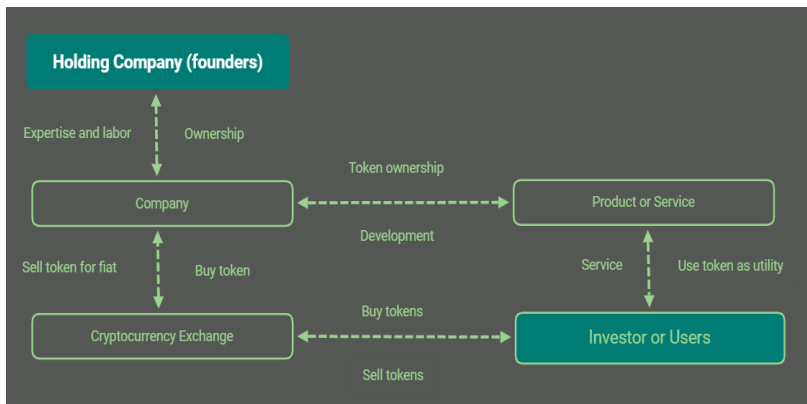 Holding Company (founders)
Expertise and labor
Ownership
Token ownership
Company
Product or Service
Development
Sell token for fiat
Buy token
Service
Use token as utility
Buy tokens
Cryptocurrency Exchange
Investor or Users
Sell tokens